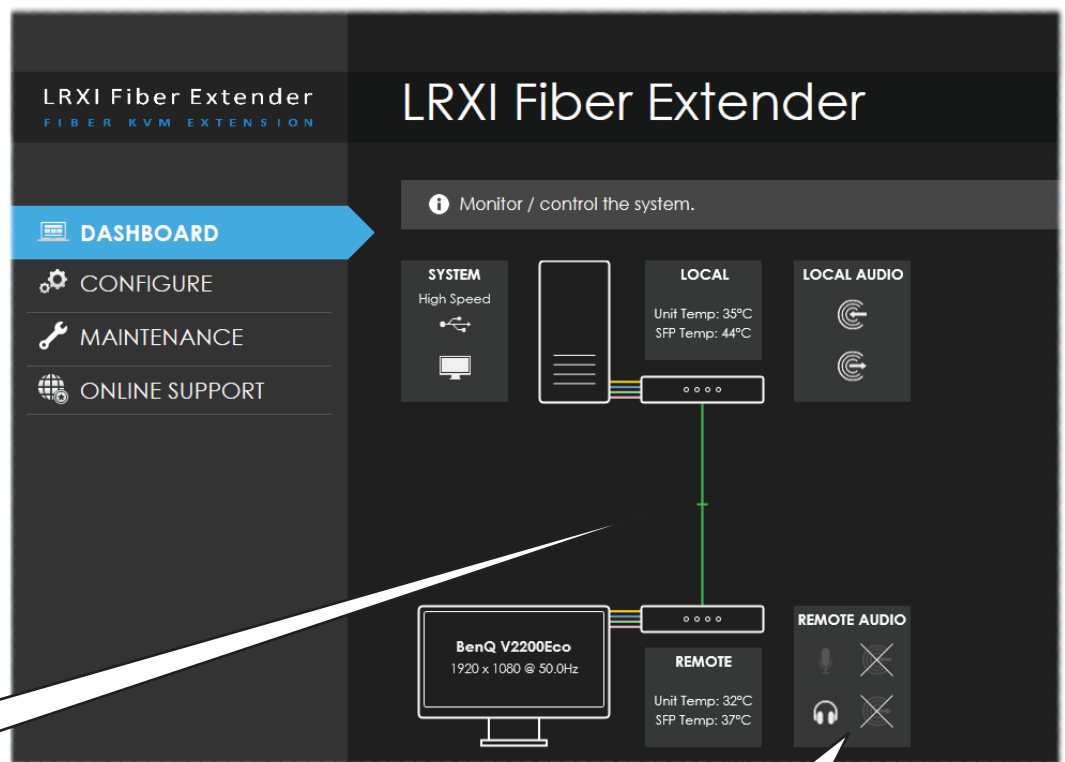 LRXI Fiber Extender
FIBER KVM EXTENSION
LRXI Fiber Extender
Monitor / control the system.
DASHBOARD
CONFIGURE
MAINTENANCE
ONLINE SUPPORT
SYSTEM
High Speed
LOCAL
Unit Temp: 35°C
SFP Temp: 44°C
LOCAL AUDIO
BenQ V2200Eco
1920 x 1080 @ 50.0Hz
REMOTE
Unit Temp: 32°C
SFP Temp: 37°C
REMOTE AUDIO